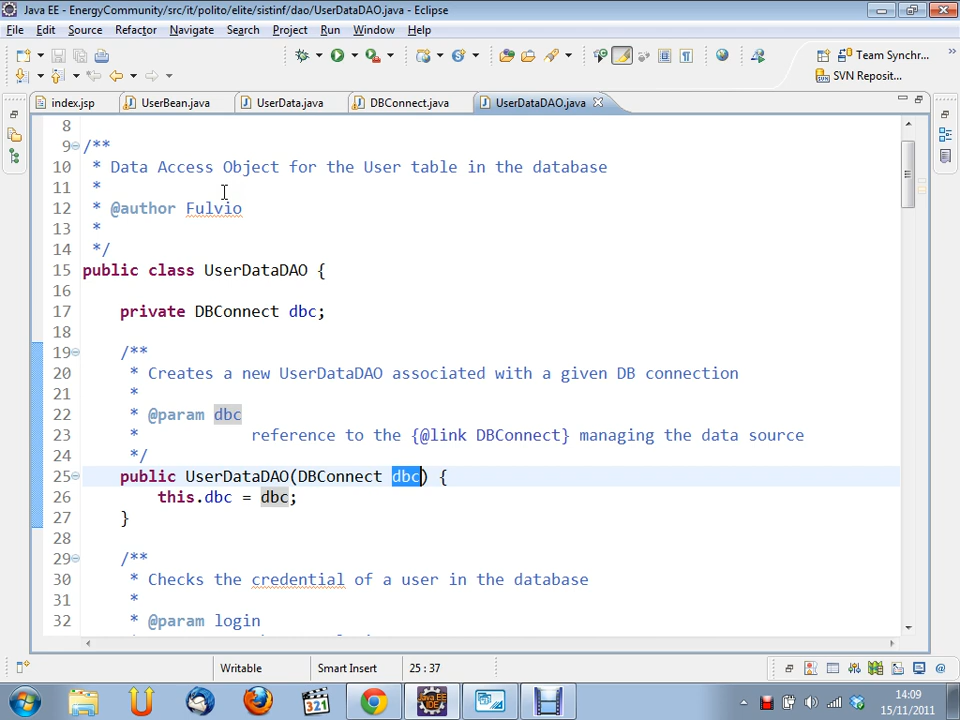 Java EE - EnergyCommunity/src/it/polito/elite/sistinf/dao/UserDataDAO.java - Eclipse
File Edit Source Refactor Navigate Search Project Run Window Help
Team Synchr...
SVN Reposit...
index.jsp UserBean.java UserData.java DBConnect.java UserDataDAO.java
8
9 /**
10 * Data Access Object for the User table in the database
11 *
12 * @author Fulvio
13 *
14 */
15 public class UserDataDAO {
16
17 private DBConnect dbc;
18
19 /**
20 * Creates a new UserDataDAO associated with a given DB connection
21 *
22 * @param dbc
23 * reference to the {@link DBConnect} managing the data source
24 */
25 public UserDataDAO(DBConnect dbc) {
26 this.dbc = dbc;
27 }
28
29 /**
30 * Checks the credential of a user in the database
31 *
32 * @param login
Writable Smart Insert 25 : 37
321
Java EE
IDE
14:09
15/11/2011